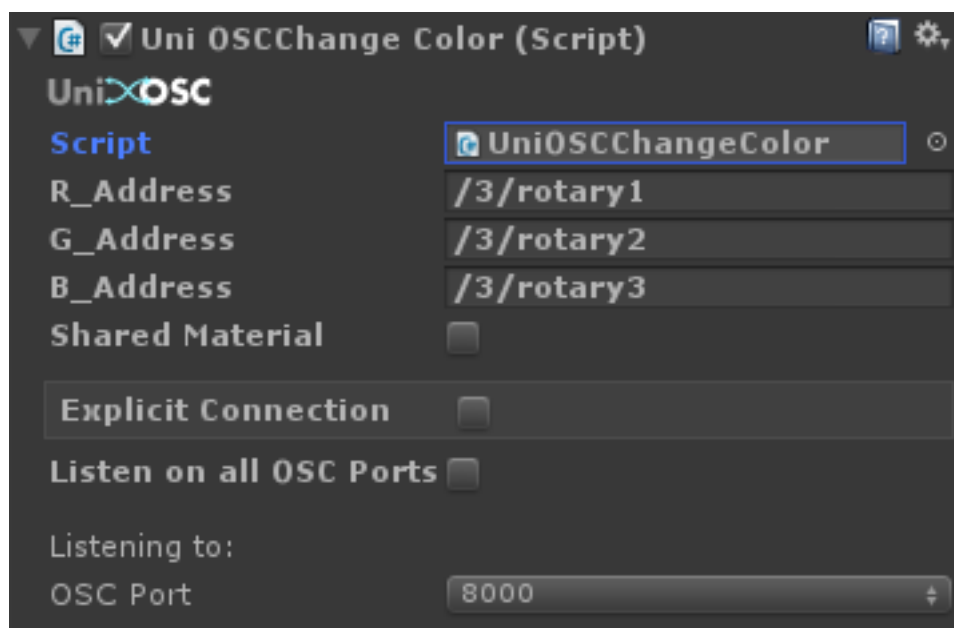 Uni OSCChange Color (Script)
UniOSC
Script UniOSCChangeColor
R_Address /3/rotary1
G_Address /3/rotary2
B_Address /3/rotary3
Shared Material
Explicit Connection
Listen on all OSC Ports
Listening to:
OSC Port 8000